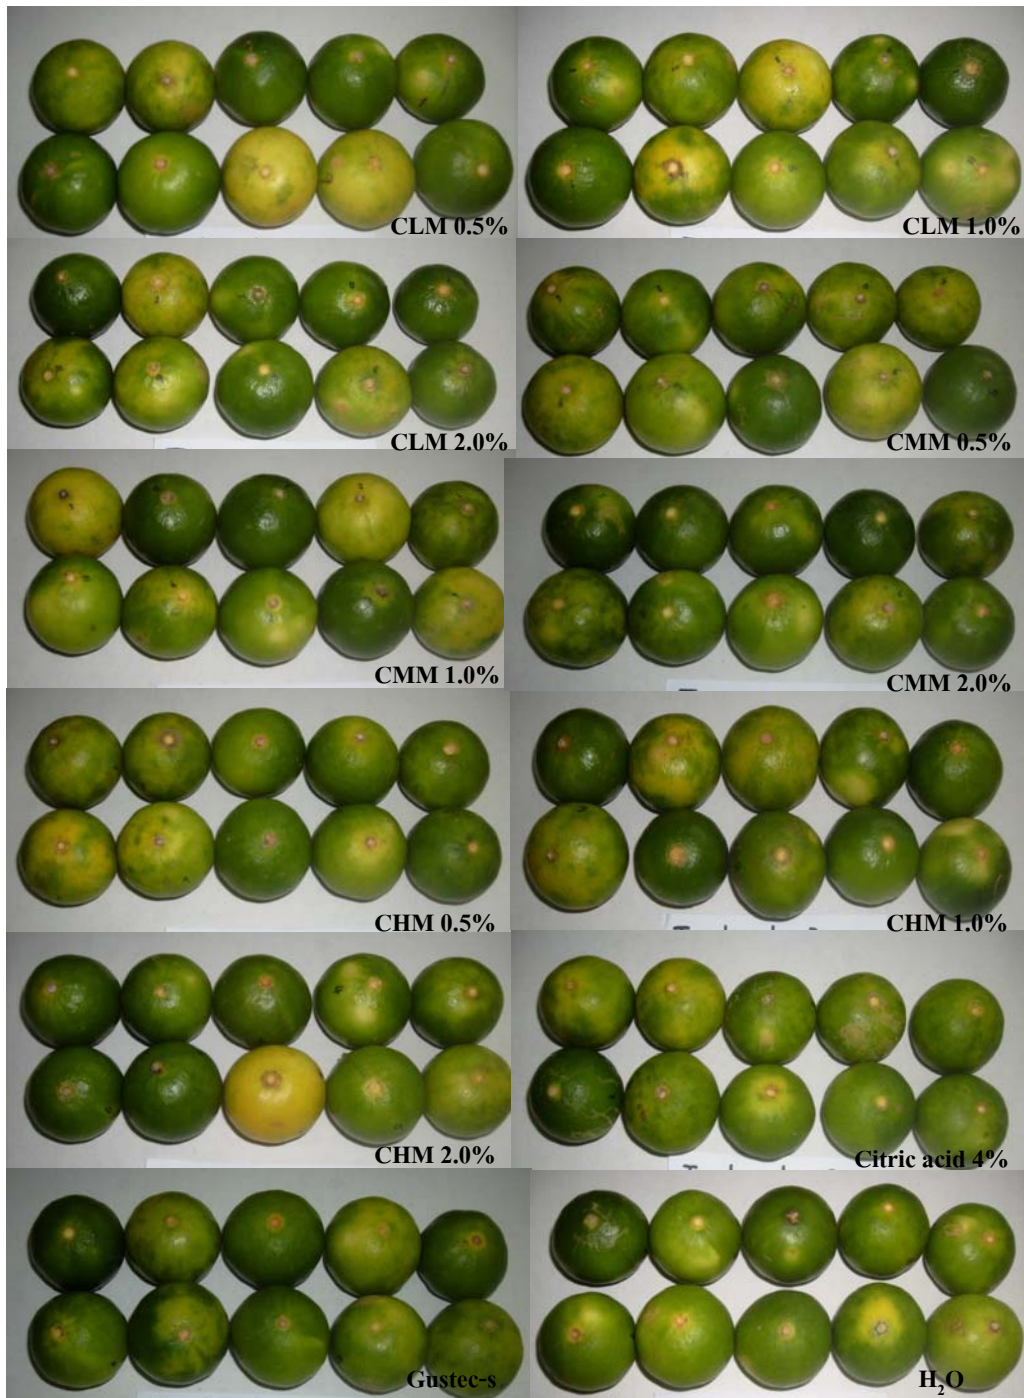 CLM 0.5%
CLM 1.0%
CLM 2.0%
CMM 0.5%
CMM 1.0%
CMM 2.0%
CHM 0.5%
CHM 1.0%
CHM 2.0%
Citric acid 4%
Gustec-s
H₂O